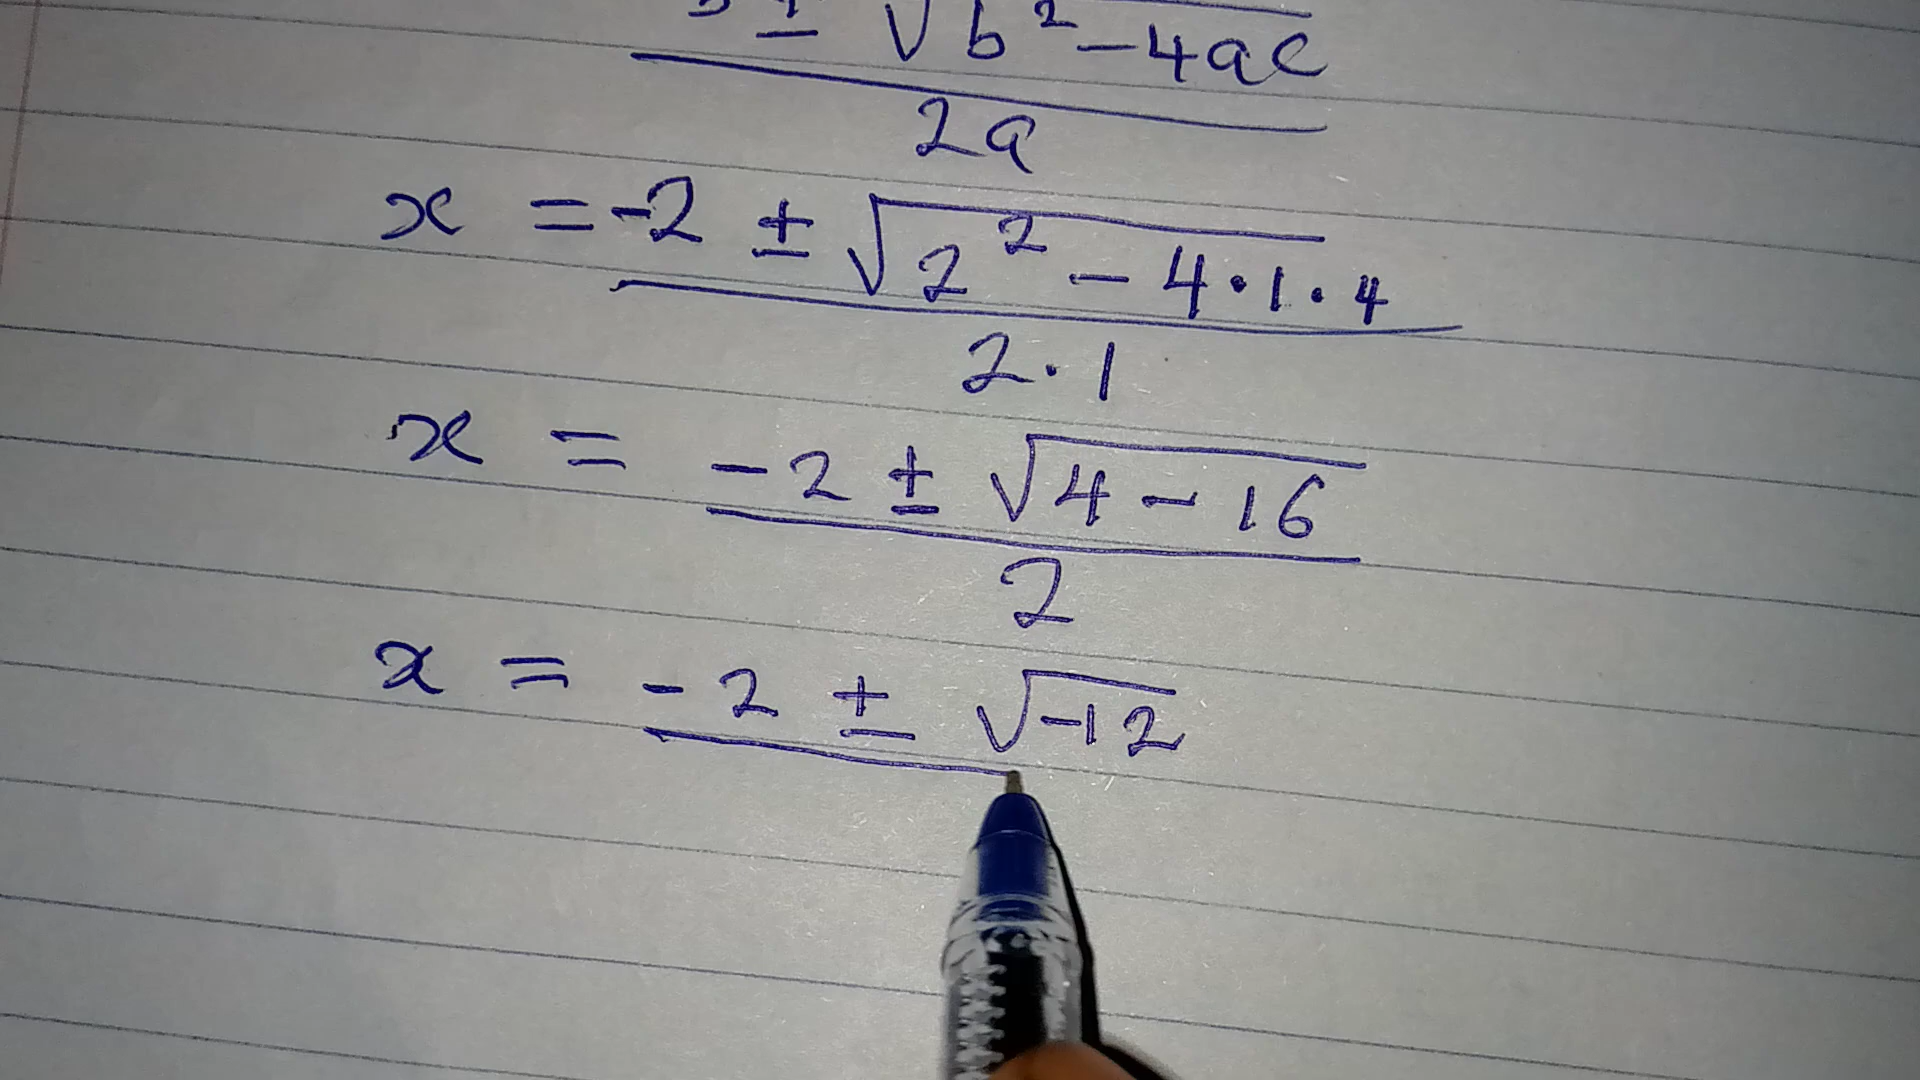 ± √b² - 4ac
2a
x = -2 ± √2² - 4·1·4
2·1
x = -2 ± √4 - 16
2
x = -2 ± √-12